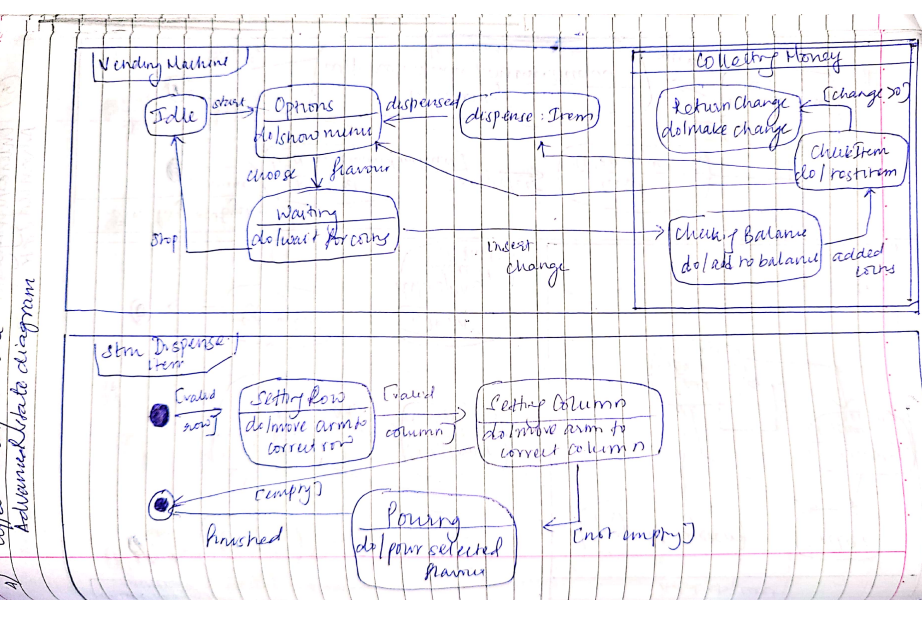 Advanced state diagram
A)
Vending Machine
Idle
start
Options
do/show menu
dispensed
dispense : Item
choose flavour
Waiting
do/wait for coins
stop
insert
change
Collecting Money
Return Change
do/make change
[change >0]
Check Item
do/
Checking Balance
do/add to balance
added
coins
stm Dispense
item
[valid
row]
Setting Row
do/move arm to
correct row
[valid
column]
Setting Column
do/move arm to
correct column
[empty]
[not empty]
Pouring
do/pour selected
flavour
finished